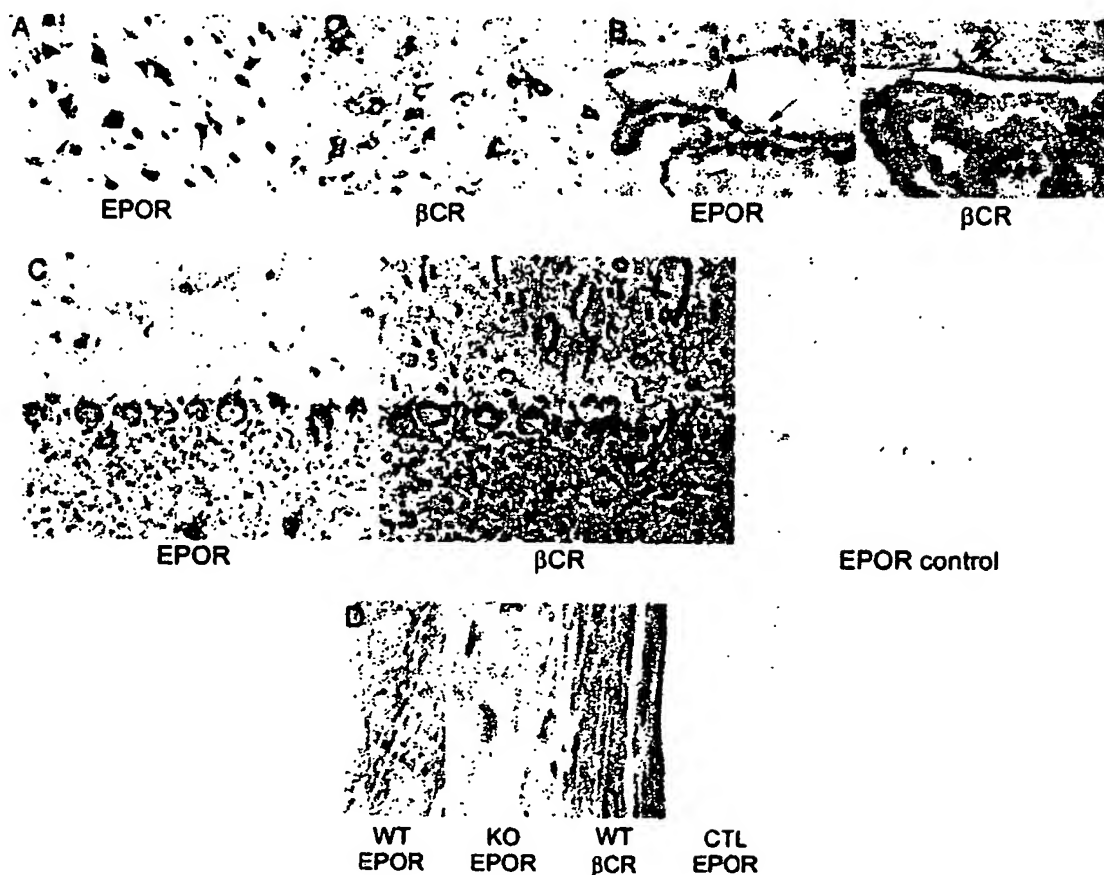 A
B
EPOR
βCR
EPOR
βCR
C
EPOR
βCR
EPOR control
D
WT
EPOR
KO
EPOR
WT
βCR
CTL
EPOR